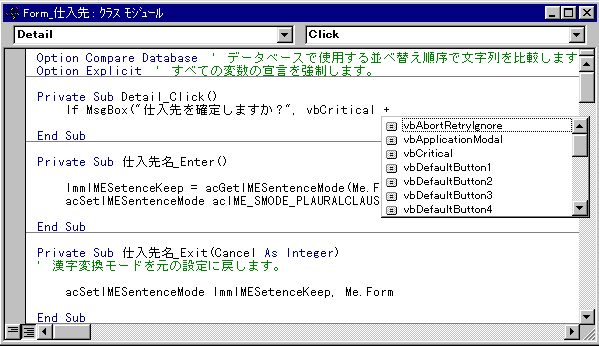 Form_仕入先 : クラス モジュール
Detail
Click
Option Compare Database ' データベースで使用する並べ替え順序で文字列を比較します
Option Explicit ' すべての変数の宣言を強制します。
Private Sub Detail_Click()
If MsgBox("仕入先を確定しますか？", vbCritical +
vbAbortRetryIgnore
vbApplicationModal
vbCritical
vbDefaultButton1
vbDefaultButton2
vbDefaultButton3
vbDefaultButton4
End Sub
Private Sub 仕入先名_Enter()
ImmIMESetenceKeep = acGetIMESentenceMode(Me.F
acSetIMESentenceMode acIME_SMODE_PLAURALCLAUS
End Sub
Private Sub 仕入先名_Exit(Cancel As Integer)
' 漢字変換モードを元の設定に戻します。
acSetIMESentenceMode ImmIMESetenceKeep, Me.Form
End Sub